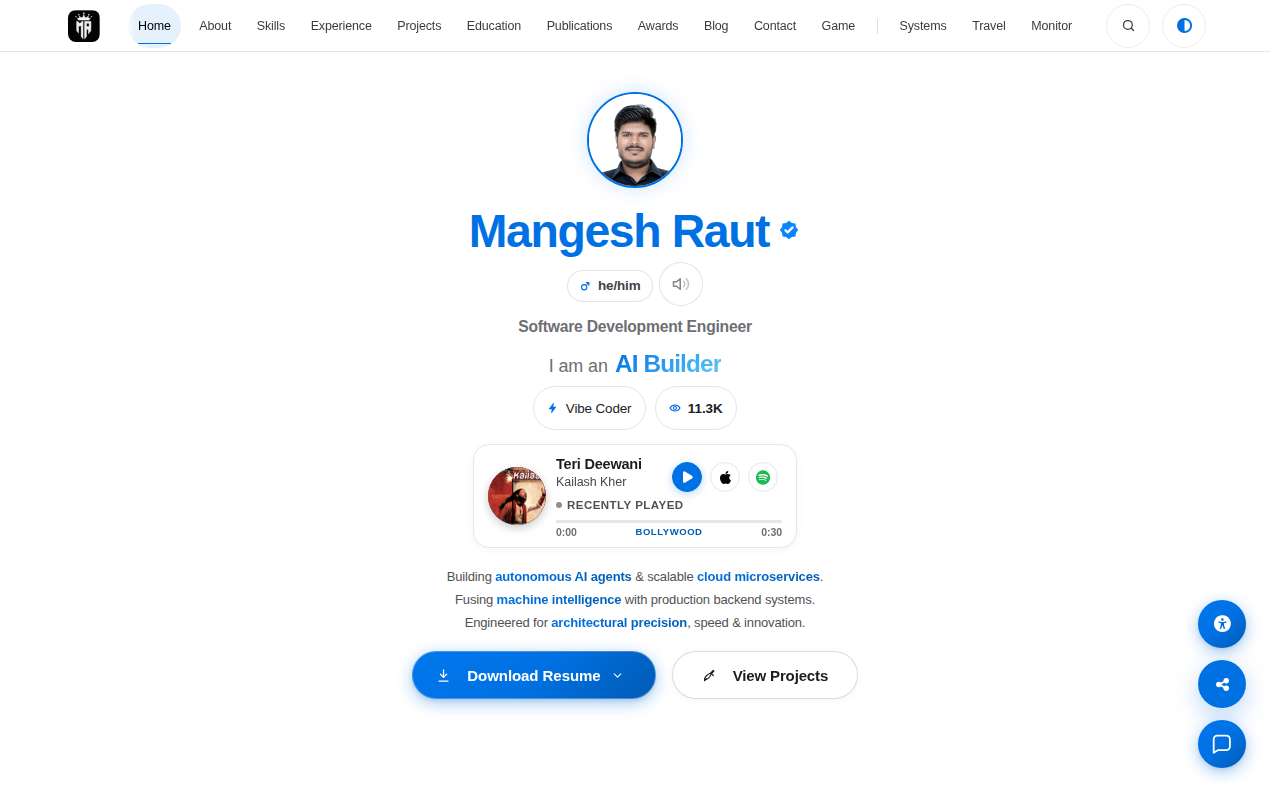 MR
Home
About
Skills
Experience
Projects
Education
Publications
Awards
Blog
Contact
Game
Systems
Travel
Monitor
Mangesh Raut
he/him
Software Development Engineer
I am an AI Builder
Vibe Coder
11.3K
Kailas
Teri Deewani
Kailash Kher
RECENTLY PLAYED
0:00
BOLLYWOOD
0:30
Building autonomous AI agents & scalable cloud microservices.
Fusing machine intelligence with production backend systems.
Engineered for architectural precision, speed & innovation.
Download Resume
View Projects